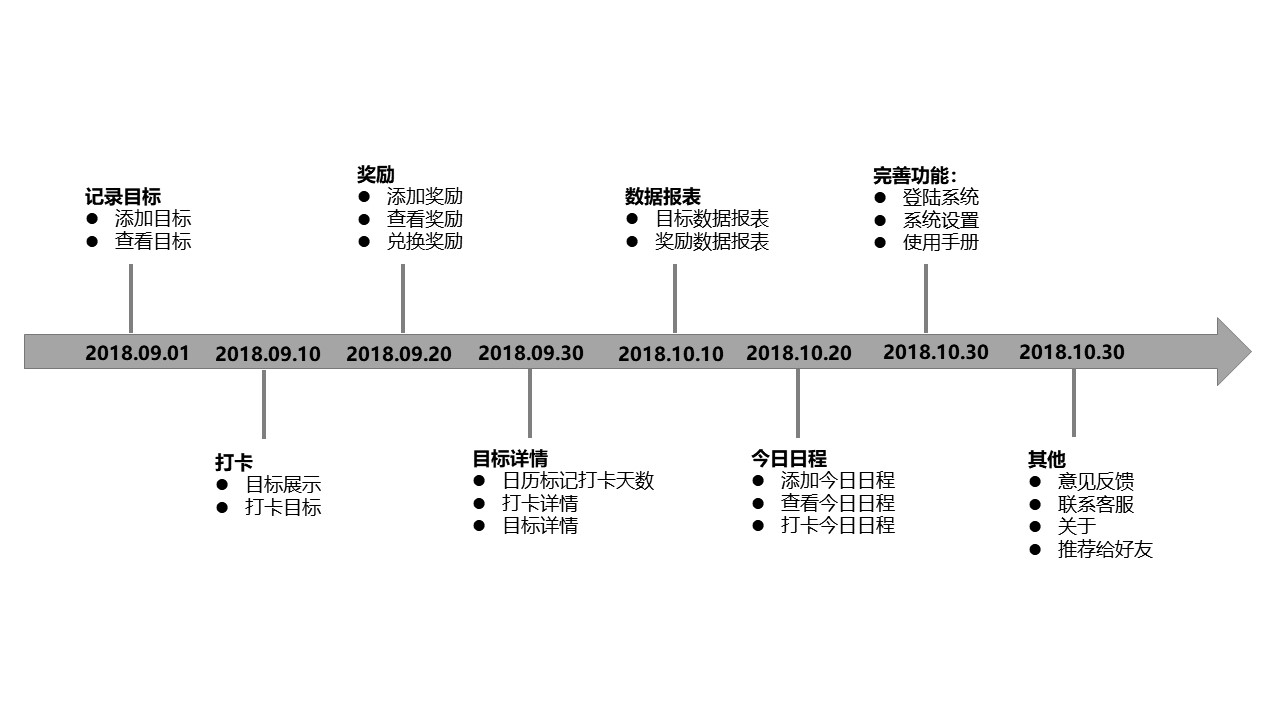 记录目标
● 添加目标
● 查看目标
奖励
● 添加奖励
● 查看奖励
● 兑换奖励
数据报表
● 目标数据报表
● 奖励数据报表
完善功能：
● 登陆系统
● 系统设置
● 使用手册
2018.09.01
2018.09.10
2018.09.20
2018.09.30
2018.10.10
2018.10.20
2018.10.30
2018.10.30
打卡
● 目标展示
● 打卡目标
目标详情
● 日历标记打卡天数
● 打卡详情
● 目标详情
今日日程
● 添加今日日程
● 查看今日日程
● 打卡今日日程
其他
● 意见反馈
● 联系客服
● 关于
● 推荐给好友